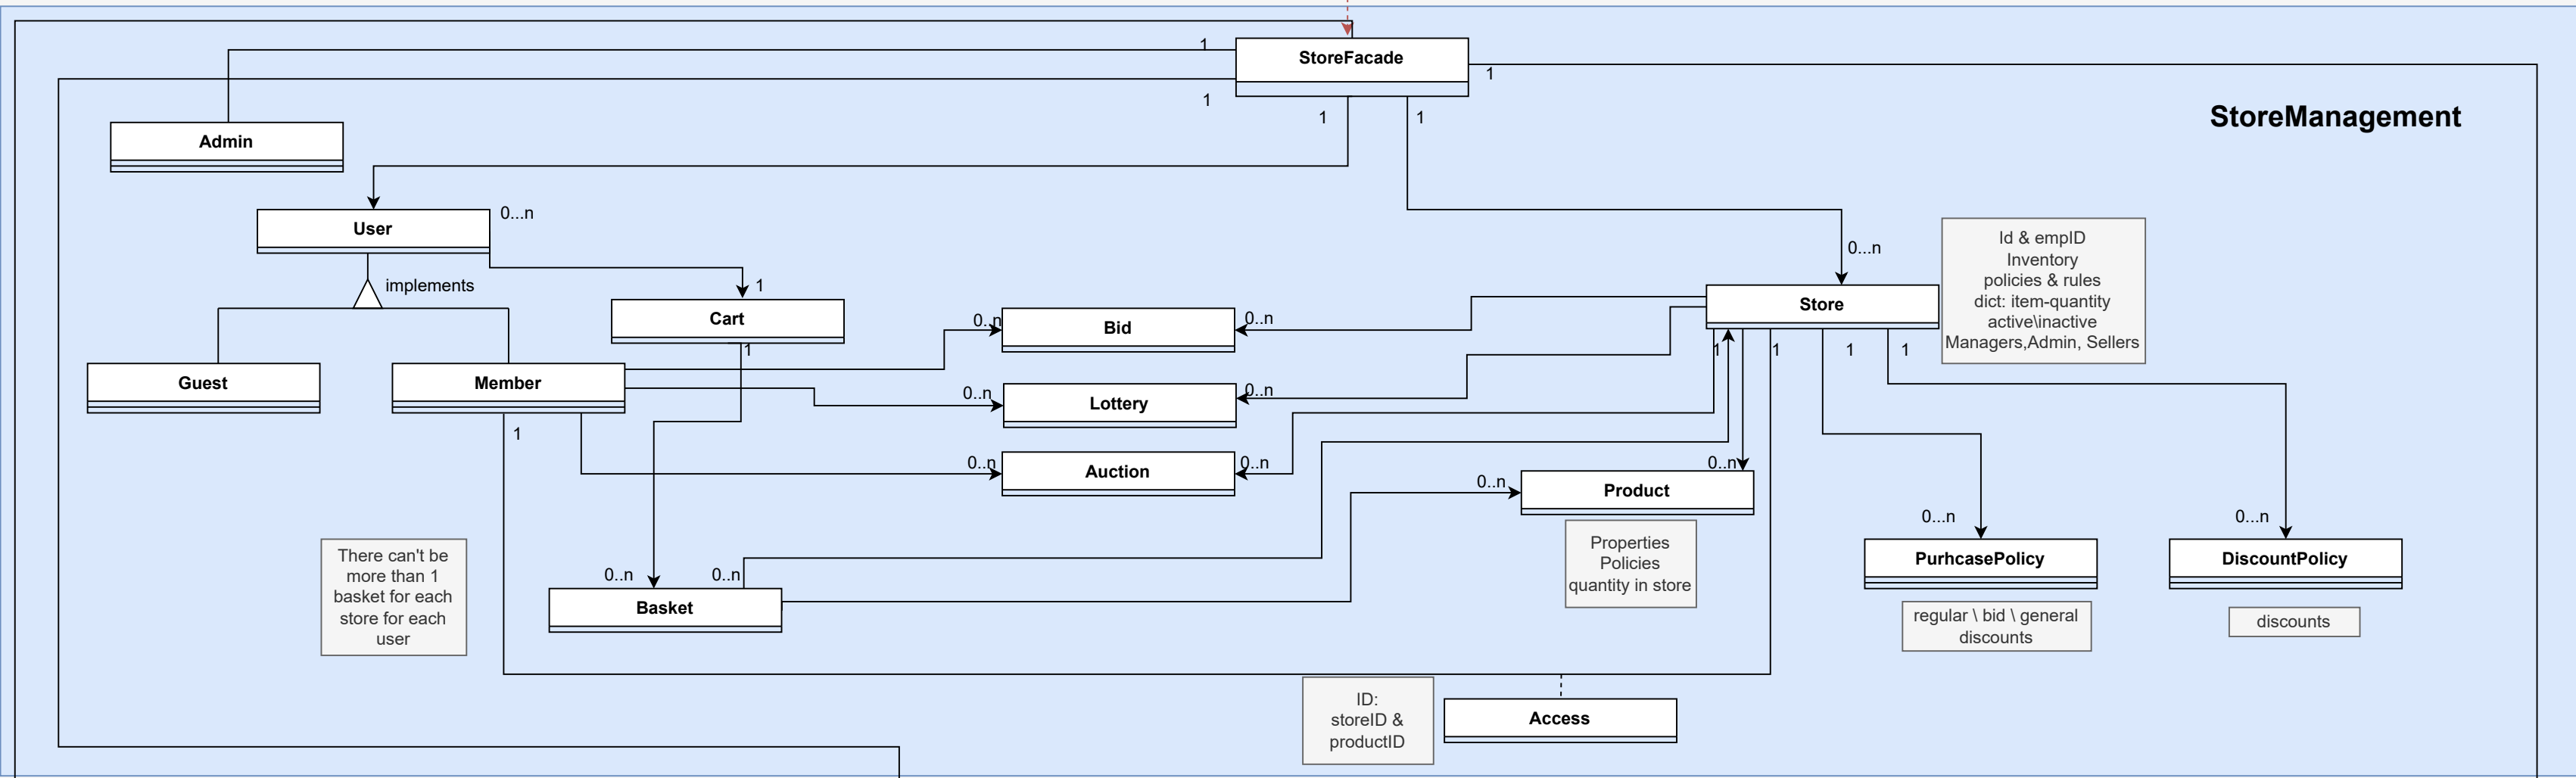 1
StoreFacade
1
1
1
1
StoreManagement
Admin
User
0...n
implements
1
0...n
Id & empID
Inventory
policies & rules
dict: item-quantity
active\inactive
Managers,Admin, Sellers
Cart
0..n
Bid
0..n
Store
1
1
1
1
1
Guest
Member
0..n
Lottery
0..n
1
0..n
Auction
0..n
0..n
0..n
Product
Properties
Policies
quantity in store
0...n
PurhcasePolicy
regular \ bid \ general
discounts
0...n
DiscountPolicy
discounts
There can't be
more than 1
basket for each
store for each
user
0..n
0..n
Basket
ID:
storeID &
productID
Access